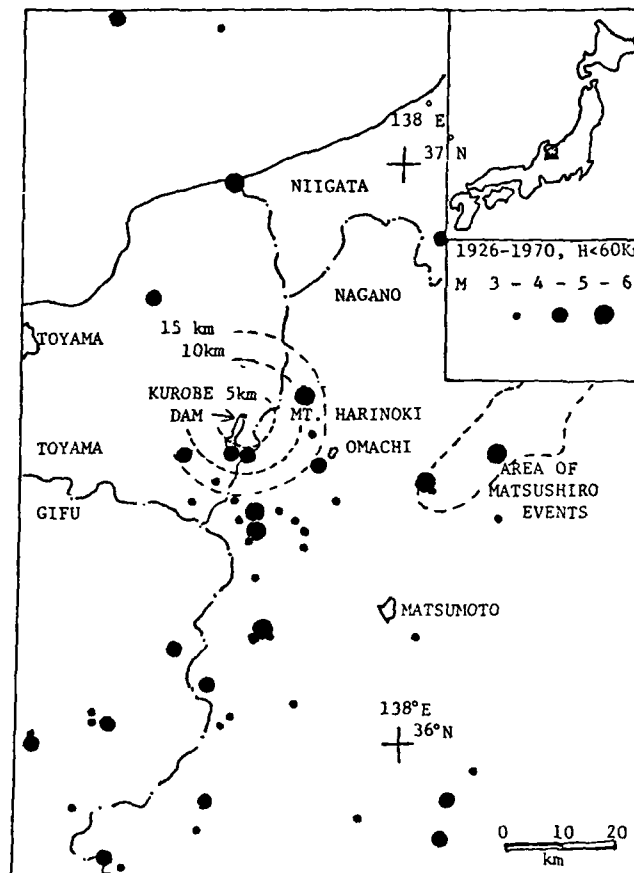 138 E
37°N
NIIGATA
1926-1970, H<60K
M 3 - 4 - 5 - 6
NAGANO
15 km
10km
TOYAMA
KUROBE 5km
DAM
MT. HARINOKI
OMACHI
TOYAMA
AREA OF
MATSUSHIRO
EVENTS
GIFU
MATSUMOTO
138°E
36°N
0 10 20
km